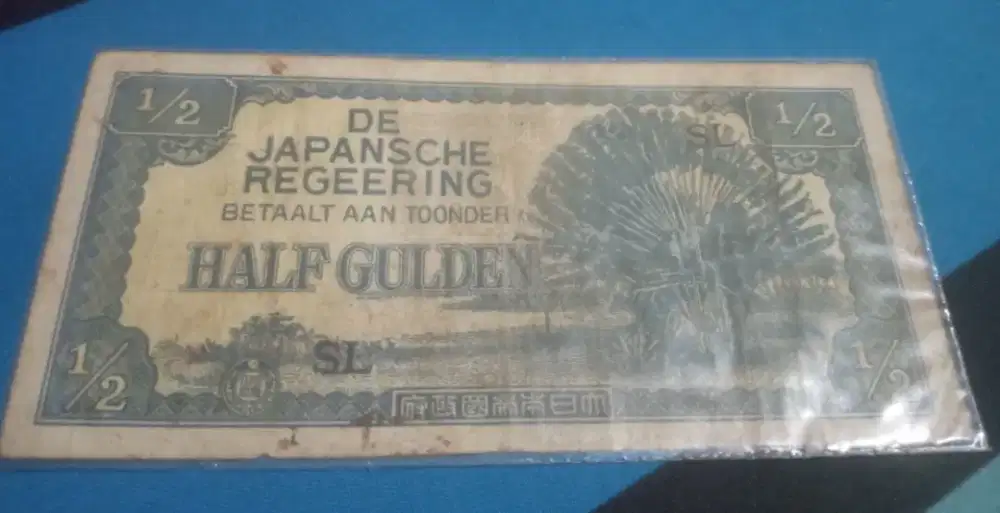 1/2
1/2
DE
JAPANSCHE
REGEERING
BETAALT AAN TOONDER
HALF GULDEN
SL
SL
1/2
1/2
府政國帝本日大